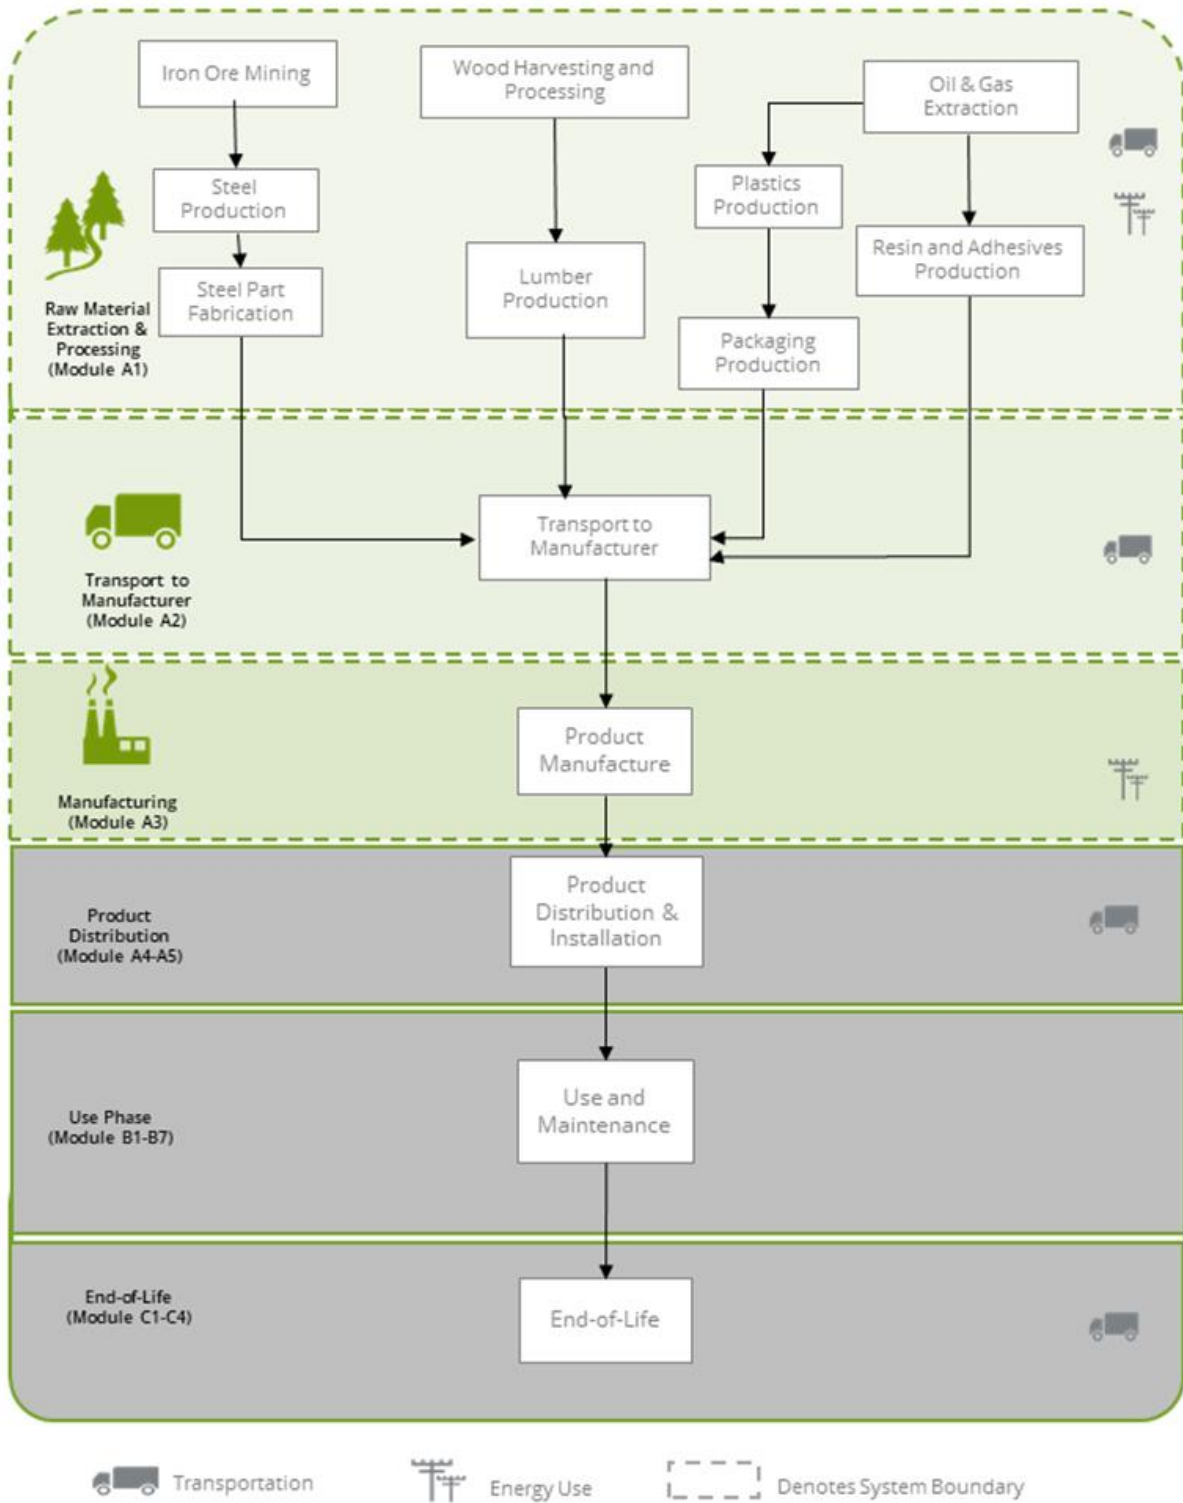 Iron Ore Mining
Wood Harvesting and
Processing
Oil & Gas
Extraction
Steel
Production
Plastics
Production
Resin and Adhesives
Production
Steel Part
Fabrication
Lumber
Production
Packaging
Production
Raw Material
Extraction &
Processing
(Module A1)
Transport to
Manufacturer
Transport to
Manufacturer
(Module A2)
Product
Manufacture
Manufacturing
(Module A3)
Product
Distribution &
Installation
Product
Distribution
(Module A4-A5)
Use and
Maintenance
Use Phase
(Module B1-B7)
End-of-Life
(Module C1-C4)
End-of-Life
Transportation
Energy Use
Denotes System Boundary